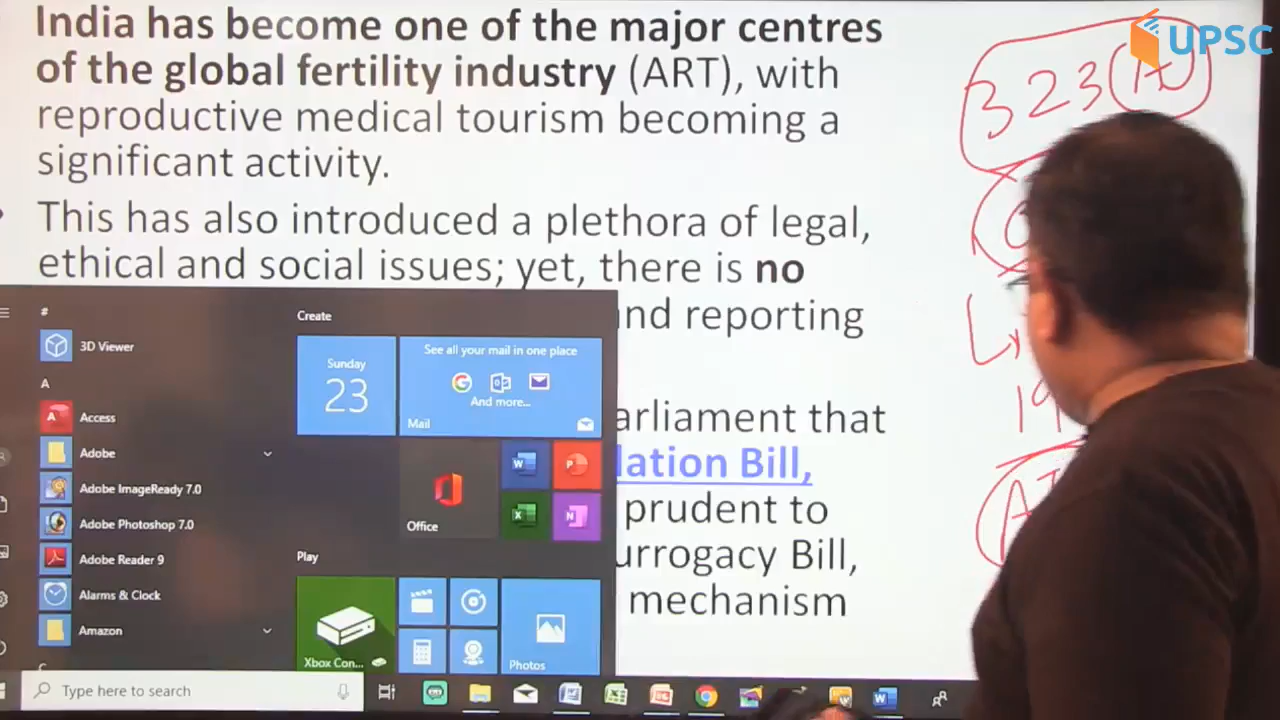 India has become one of the major centres
of the global fertility industry (ART), with
reproductive medical tourism becoming a
significant activity.
This has also introduced a plethora of legal,
ethical and social issues; yet, there is no
and reporting
arliament that
lation Bill,
prudent to
urrogacy Bill,
mechanism
UPSC
323
#
3D Viewer
A
Access
Adobe
Adobe ImageReady 7.0
Adobe Photoshop 7.0
Adobe Reader 9
Alarms & Clock
Amazon
Create
Sunday
23
See all your mail in one place
And more...
Mail
Office
Play
Xbox Con...
Photos
Type here to search
19